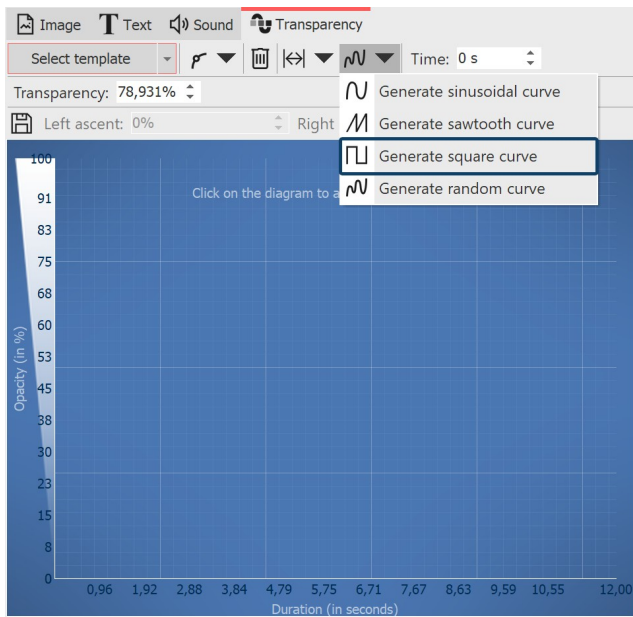 Image Text Sound Transparency
Select template Time: 0 s
Transparency: 78,931% Generate sinusoidal curve
Left ascent: 0% Right Generate sawtooth curve
Generate square curve
Generate random curve
Click on the diagram to a
100
91
83
75
68
60
53
45
38
30
23
15
8
0
Opacity (in %)
0,96 1,92 2,88 3,84 4,79 5,75 6,71 7,67 8,63 9,59 10,55 12,00
Duration (in seconds)